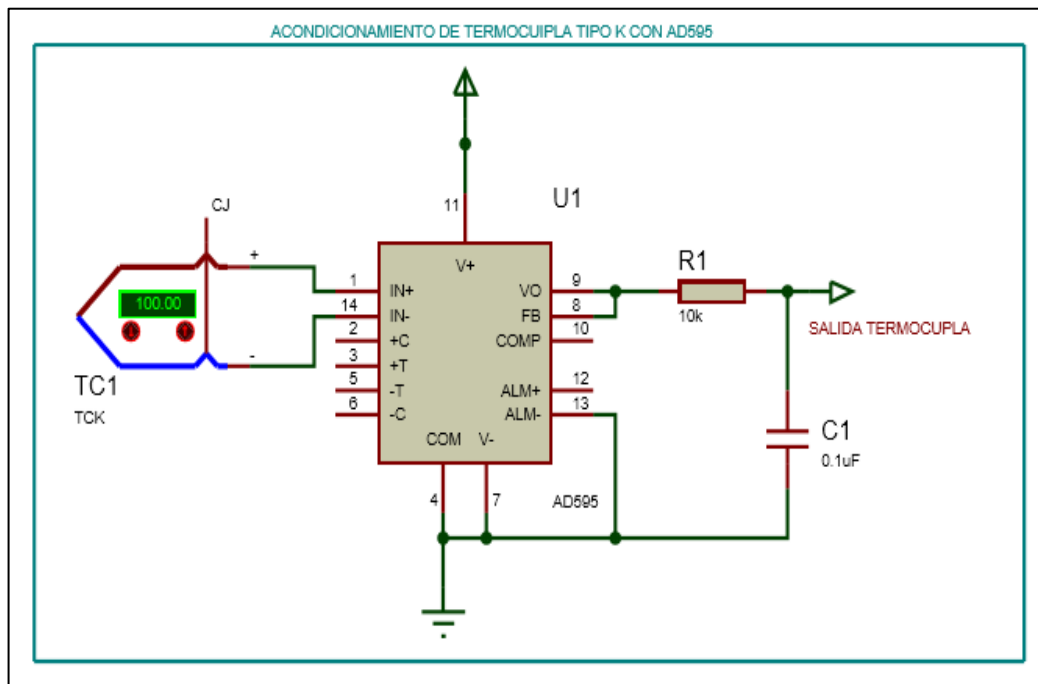 ACONDICIONAMIENTO DE TERMOCUIPLA TIPO K CON AD595
U1
11
CJ
V+
+
R1
1
IN+
VO
9
100.00
14
IN-
FB
8
10k
2
+C
COMP
10
SALIDA TERMOCUPLA
3
+T
-
TC1
5
-T
ALM+
12
TCK
6
-C
ALM-
13
C1
COM
V-
0.1uF
4
7
AD595